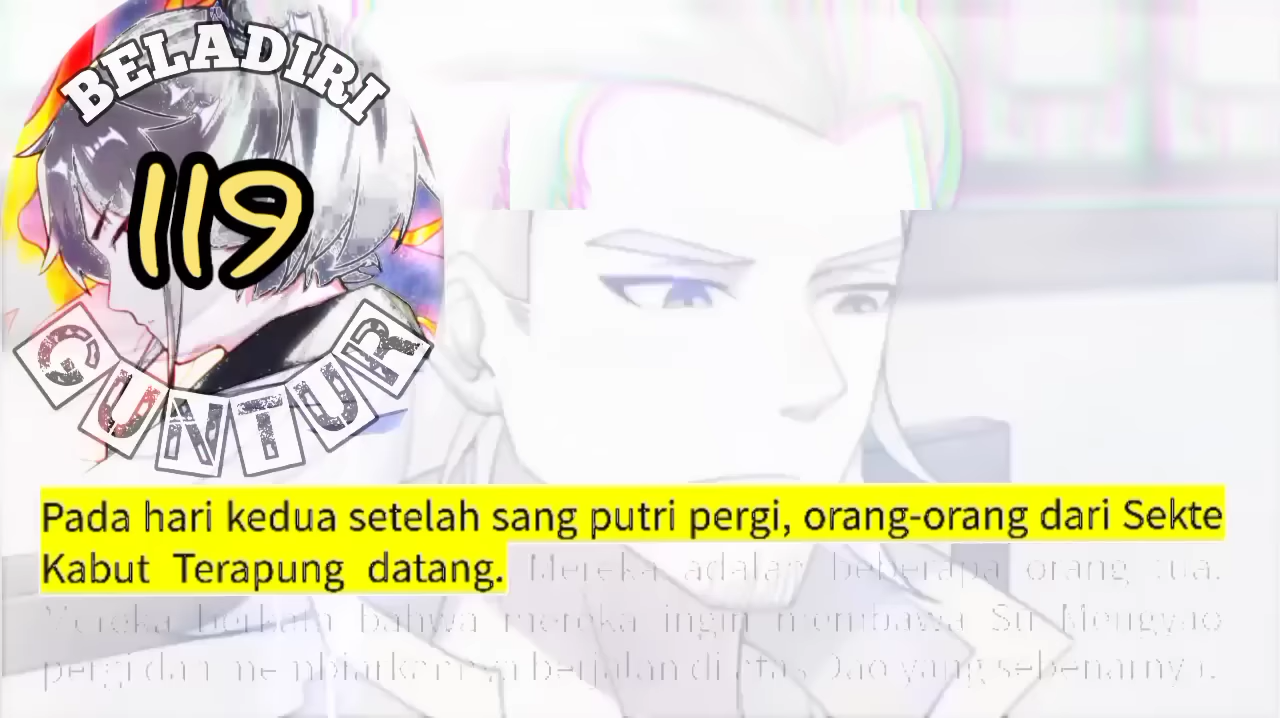 BELADIRI
119
GUNTUR
Pada hari kedua setelah sang putri pergi, orang-orang dari Sekte
Kabut Terapung datang. Mereka adalah beberapa orang tua.
Mereka berkata bahwa mereka ingin membawa Su Mengyao
pergi dan membiarkannya berjalan di atas Dao yang sebenarnya.